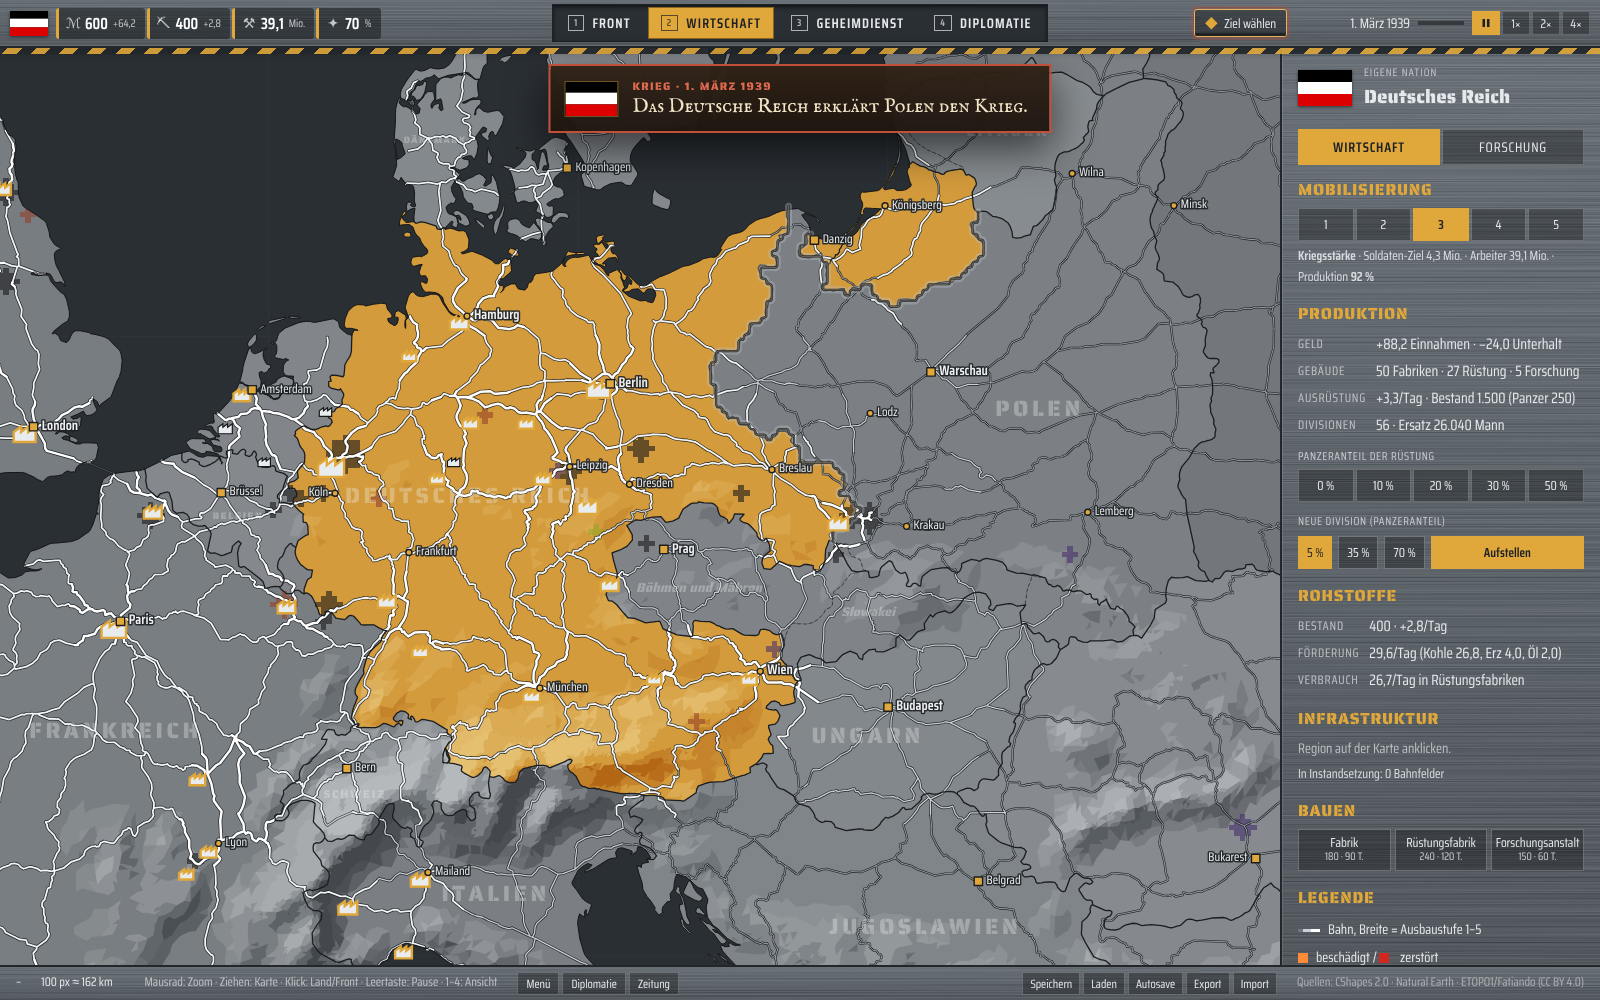 ℳ 600 +64,2
400 +2,8
39,1 Mio.
70 %
1 FRONT
2 WIRTSCHAFT
3 GEHEIMDIENST
4 DIPLOMATIE
Ziel wählen
1. März 1939
1×
2×
4×
KRIEG · 1. MÄRZ 1939
Das Deutsche Reich erklärt Polen den Krieg.
EIGENE NATION
Deutsches Reich
WIRTSCHAFT
FORSCHUNG
MOBILISIERUNG
1 2 3 4 5
Kriegsstärke · Soldaten-Ziel 4,3 Mio. · Arbeiter 39,1 Mio. ·
Produktion 92 %
PRODUKTION
GELD +88,2 Einnahmen · −24,0 Unterhalt
GEBÄUDE 50 Fabriken · 27 Rüstung · 5 Forschung
AUSRÜSTUNG +3,3/Tag · Bestand 1.500 (Panzer 250)
DIVISIONEN 56 · Ersatz 26.040 Mann
PANZERANTEIL DER RÜSTUNG
0 % 10 % 20 % 30 % 50 %
NEUE DIVISION (PANZERANTEIL)
5 % 35 % 70 % Aufstellen
ROHSTOFFE
BESTAND 400 · +2,8/Tag
FÖRDERUNG 29,6/Tag (Kohle 26,8, Erz 4,0, Öl 2,0)
VERBRAUCH 26,7/Tag in Rüstungsfabriken
INFRASTRUKTUR
Region auf der Karte anklicken.
In Instandsetzung: 0 Bahnfelder
BAUEN
Fabrik
180 · 90 T.
Rüstungsfabrik
240 · 120 T.
Forschungsanstalt
150 · 60 T.
LEGENDE
Bahn, Breite = Ausbaustufe 1–5
beschädigt / zerstört
DÄNEMARK
Kopenhagen
Wilna
Minsk
Königsberg
Danzig
Hamburg
Berlin
Warschau
Amsterdam
POLEN
Lodz
London
Leipzig
Breslau
Dresden
Brüssel
Köln
DEUTSCHES REICH
BELGIEN
Lemberg
Krakau
Frankfurt
Prag
Böhmen und Mähren
Slowakei
Paris
Wien
München
Budapest
FRANKREICH
UNGARN
Bern
SCHWEIZ
Lyon
Mailand
ITALIEN
Bukarest
Belgrad
JUGOSLAWIEN
100 px ≈ 162 km
Mausrad: Zoom · Ziehen: Karte · Klick: Land/Front · Leertaste: Pause · 1–4: Ansicht
Menü
Diplomatie
Zeitung
Speichern
Laden
Autosave
Export
Import
Quellen: CShapes 2.0 · Natural Earth · ETOPO1/Fatiando (CC BY 4.0)